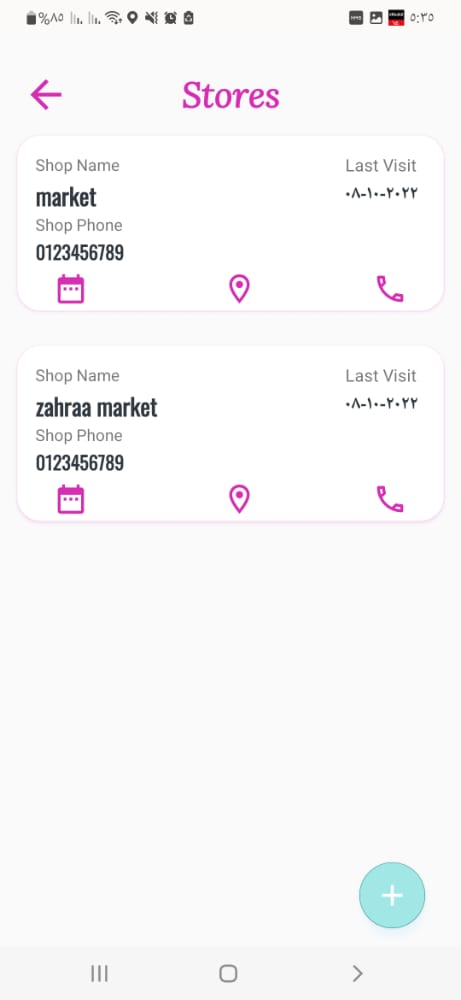 %٨٥
٥:٣٥
Stores
Shop Name
Last Visit
market
٠٨-١٠-٢٠٢٢
Shop Phone
0123456789
Shop Name
Last Visit
zahraa market
٠٨-١٠-٢٠٢٢
Shop Phone
0123456789